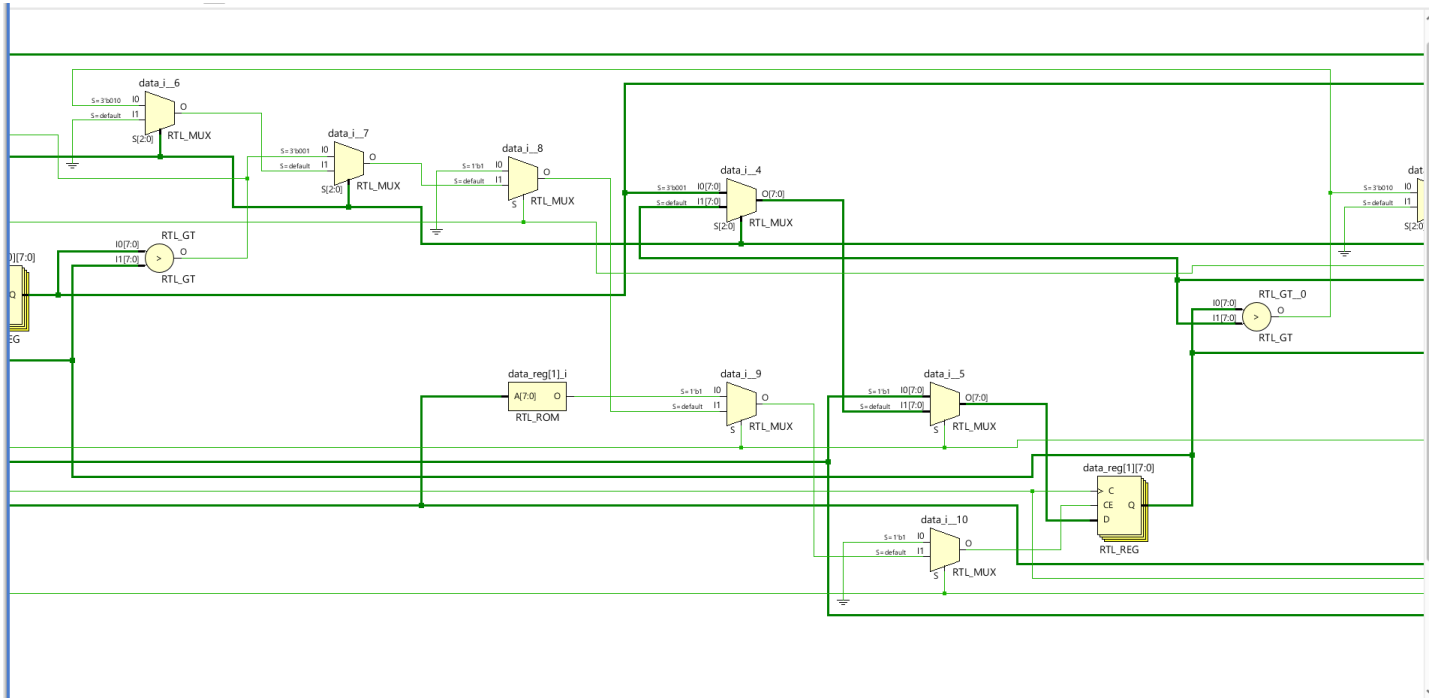 data_i__6
S=3'b010 I0
S=default I1
O
S[2:0]
RTL_MUX
data_i__7
S=3'b001 I0
S=default I1
O
S[2:0]
RTL_MUX
data_i__8
S=1'b1 I0
S=default I1
O
S
RTL_MUX
data_i__4
S=3'b001 I0[7:0]
S=default I1[7:0]
O[7:0]
S[2:0]
RTL_MUX
dat
S=3'b010 I0
S=default I1
S[2:0
RTL_GT
I0[7:0]
I1[7:0]
>
O
RTL_GT
)][7:0]
Q
EG
RTL_GT__0
I0[7:0]
I1[7:0]
>
O
RTL_GT
data_reg[1]_i
A[7:0] O
RTL_ROM
data_i__9
S=1'b1 I0
S=default I1
O
S
RTL_MUX
data_i__5
S=1'b1 I0[7:0]
S=default I1[7:0]
O[7:0]
S
RTL_MUX
data_reg[1][7:0]
C
CE Q
D
RTL_REG
data_i__10
S=1'b1 I0
S=default I1
O
S
RTL_MUX